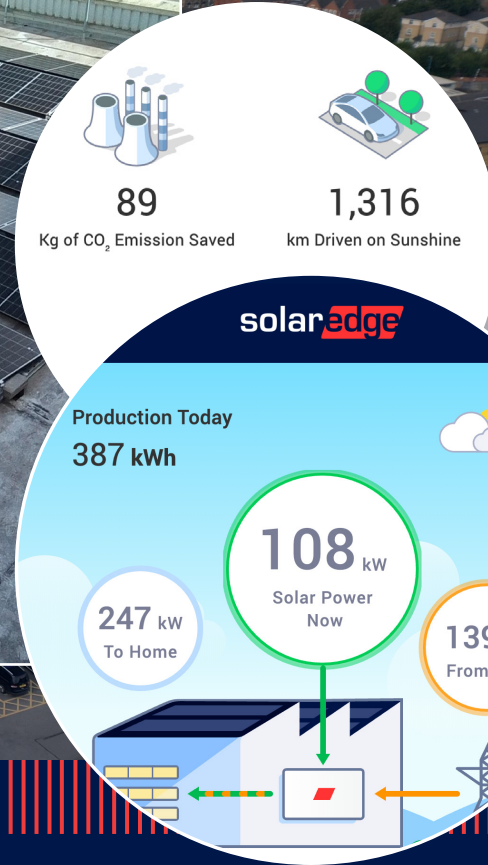 89
Kg of CO₂ Emission Saved
1,316
km Driven on Sunshine
solaredge
Production Today
387 kWh
108 kW
Solar Power
Now
247 kW
To Home
139
From